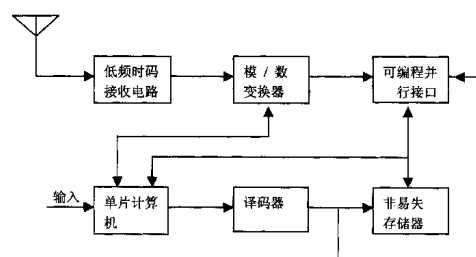 低频时码
接收电路
模 / 数
变换器
可编程并
行接口
输入
单片计算
机
译码器
非易失
存储器